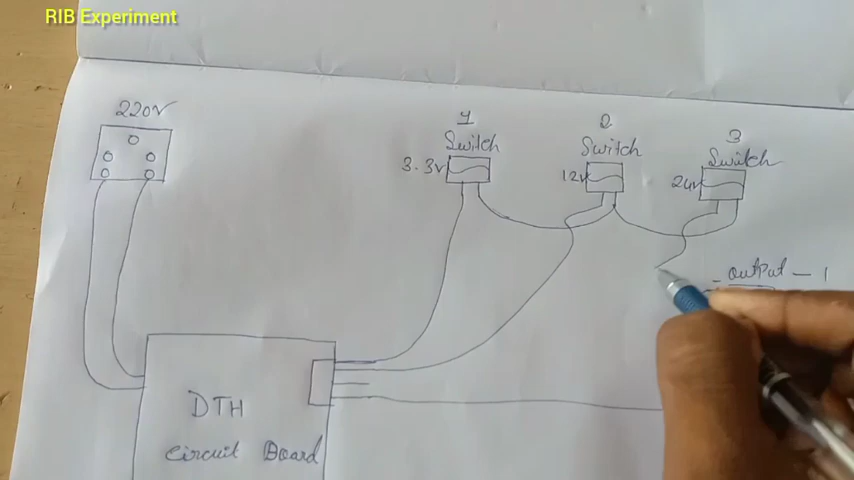 RIB Experiment
220V
1
Switch
3.3v
2
Switch
12v
3
Switch
24v
- output - 1
DTH
Circuit Board